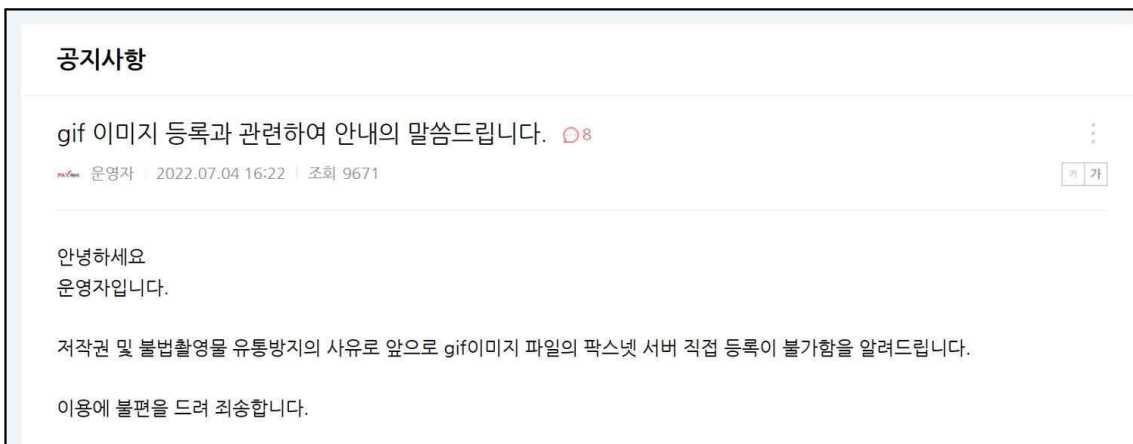 공지사항
gif 이미지 등록과 관련하여 안내의 말씀드립니다. 8
PAXNet 운영자 2022.07.04 16:22 조회 9671 가 가
안녕하세요
운영자입니다.
저작권 및 불법촬영물 유통방지의 사유로 앞으로 gif이미지 파일의 팍스넷 서버 직접 등록이 불가함을 알려드립니다.
이용에 불편을 드려 죄송합니다.